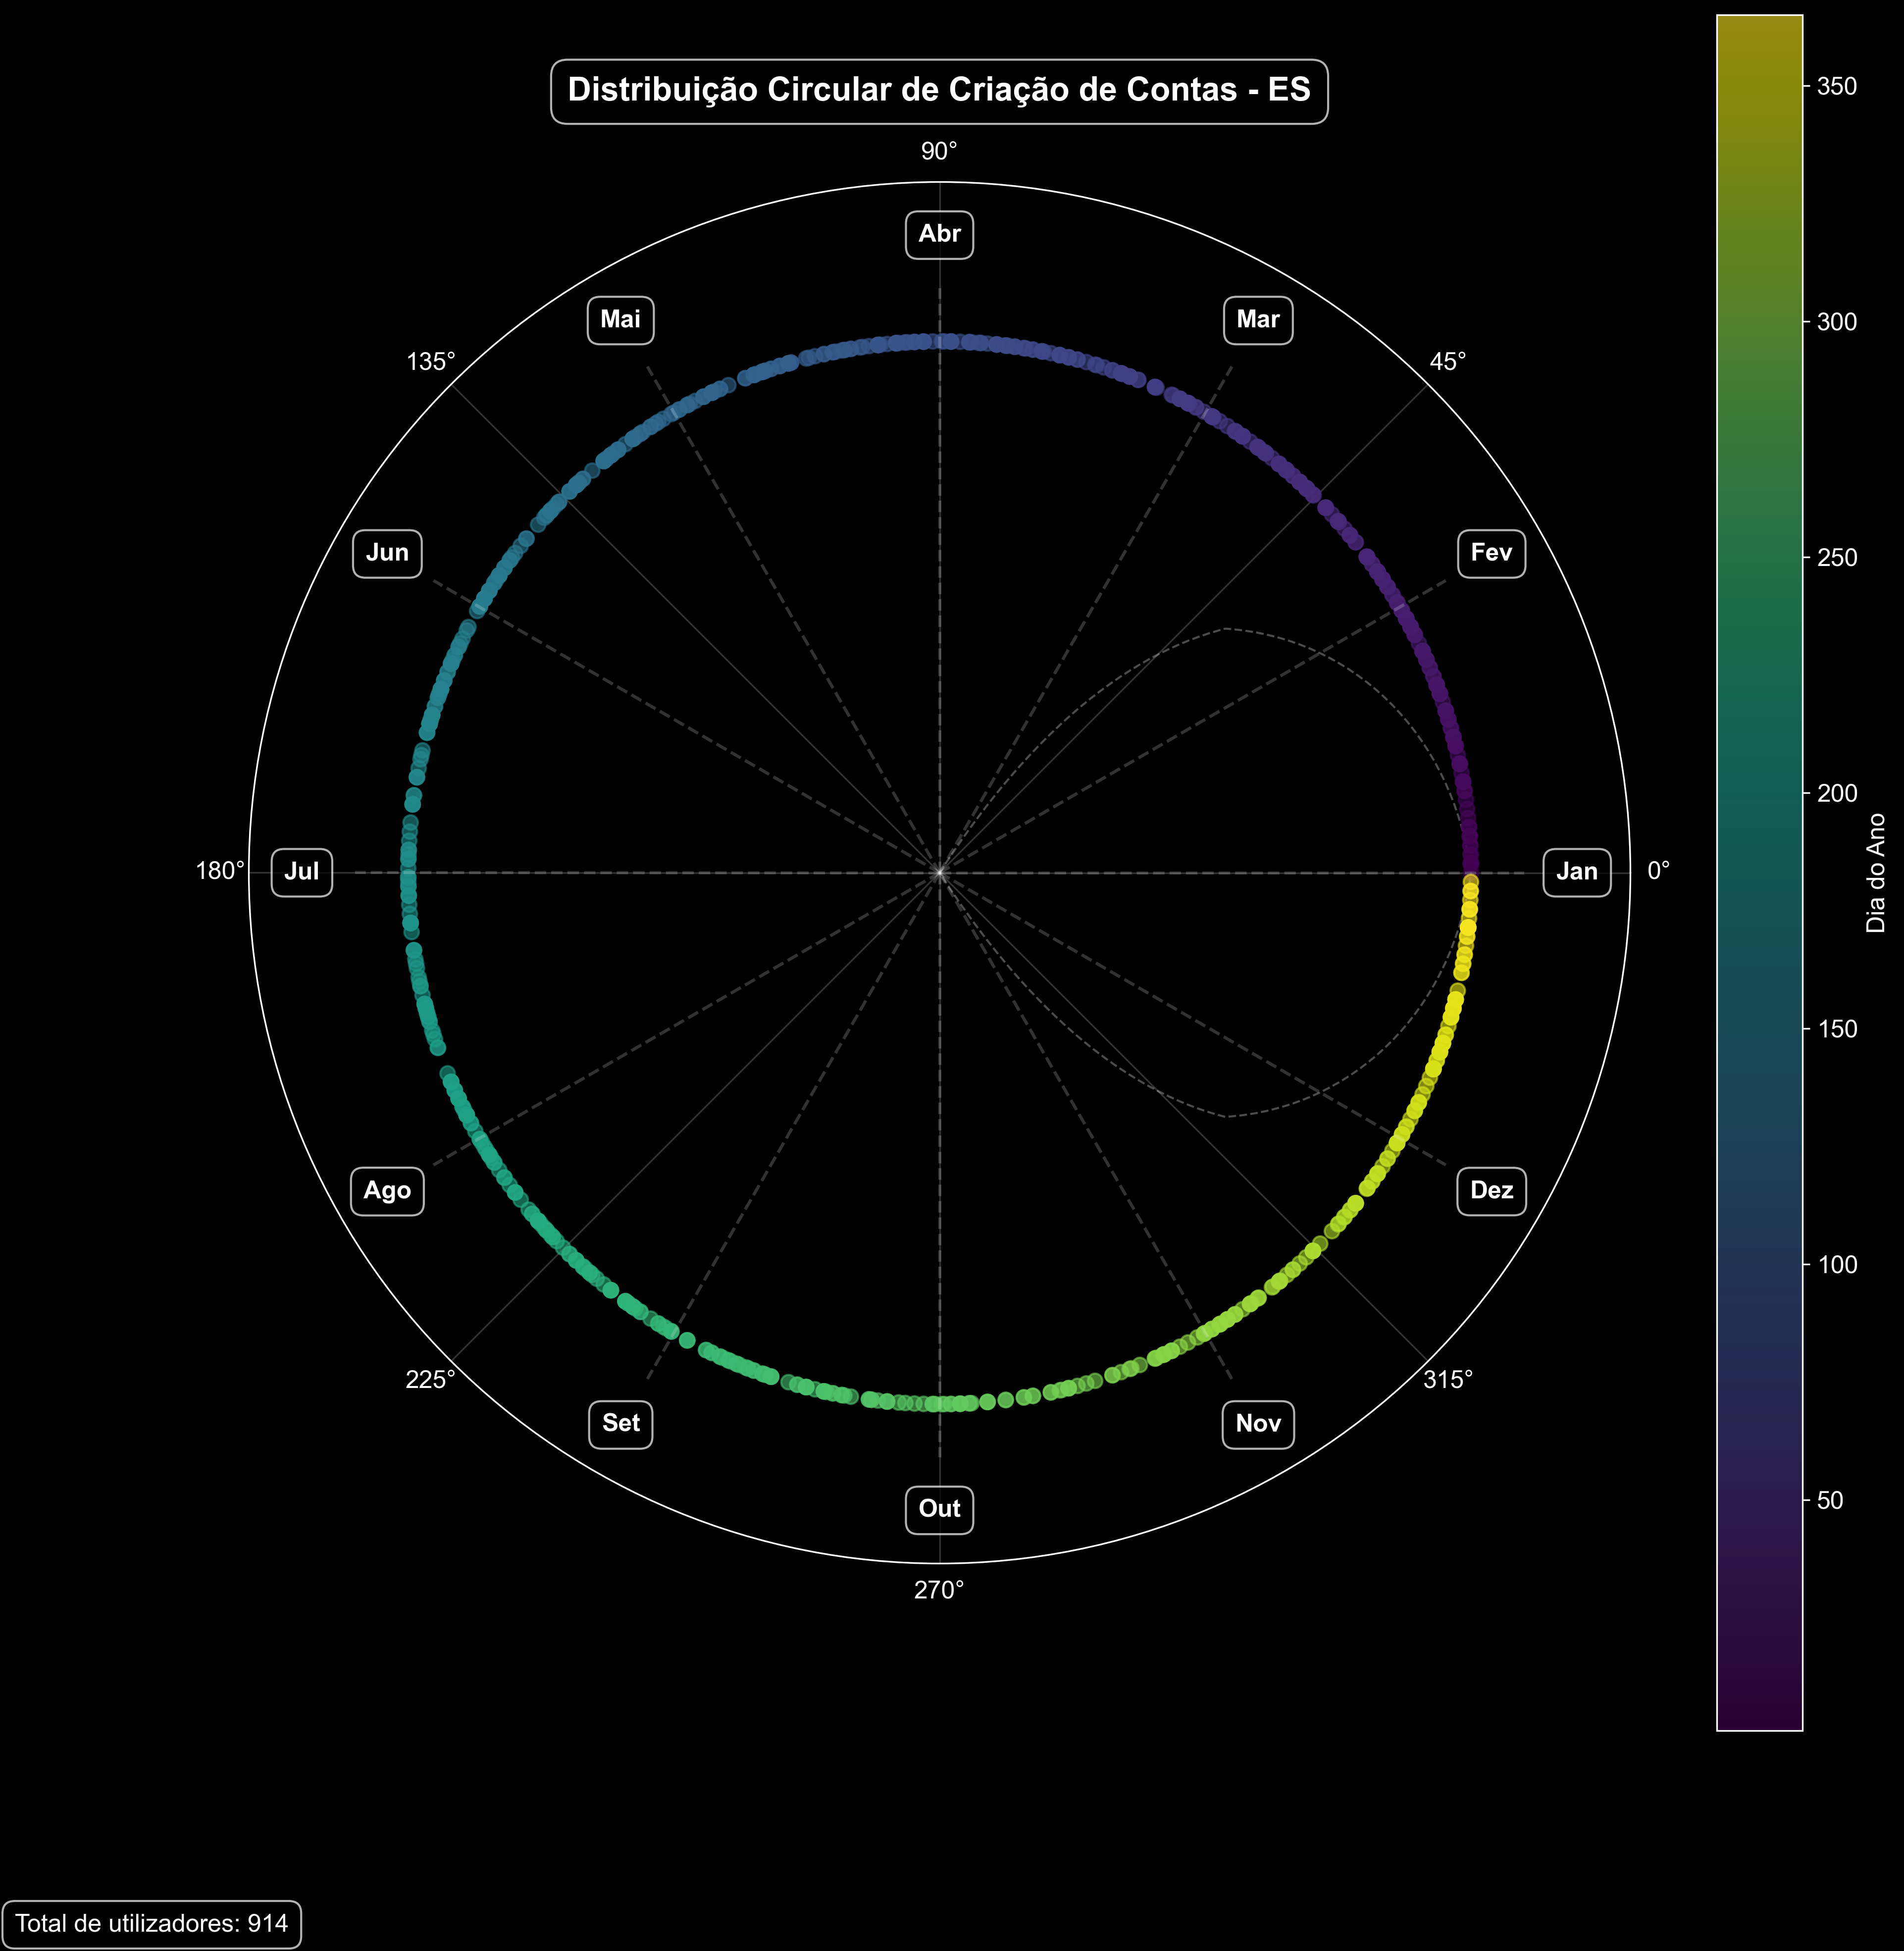 Distribuição Circular de Criação de Contas - ES
90°
Abr
Mai
Mar
135°
45°
Jun
Fev
180°
Jul
Jan
0°
Ago
Dez
225°
315°
Set
Nov
Out
270°
350
300
250
200
150
100
50
Dia do Ano
Total de utilizadores: 914